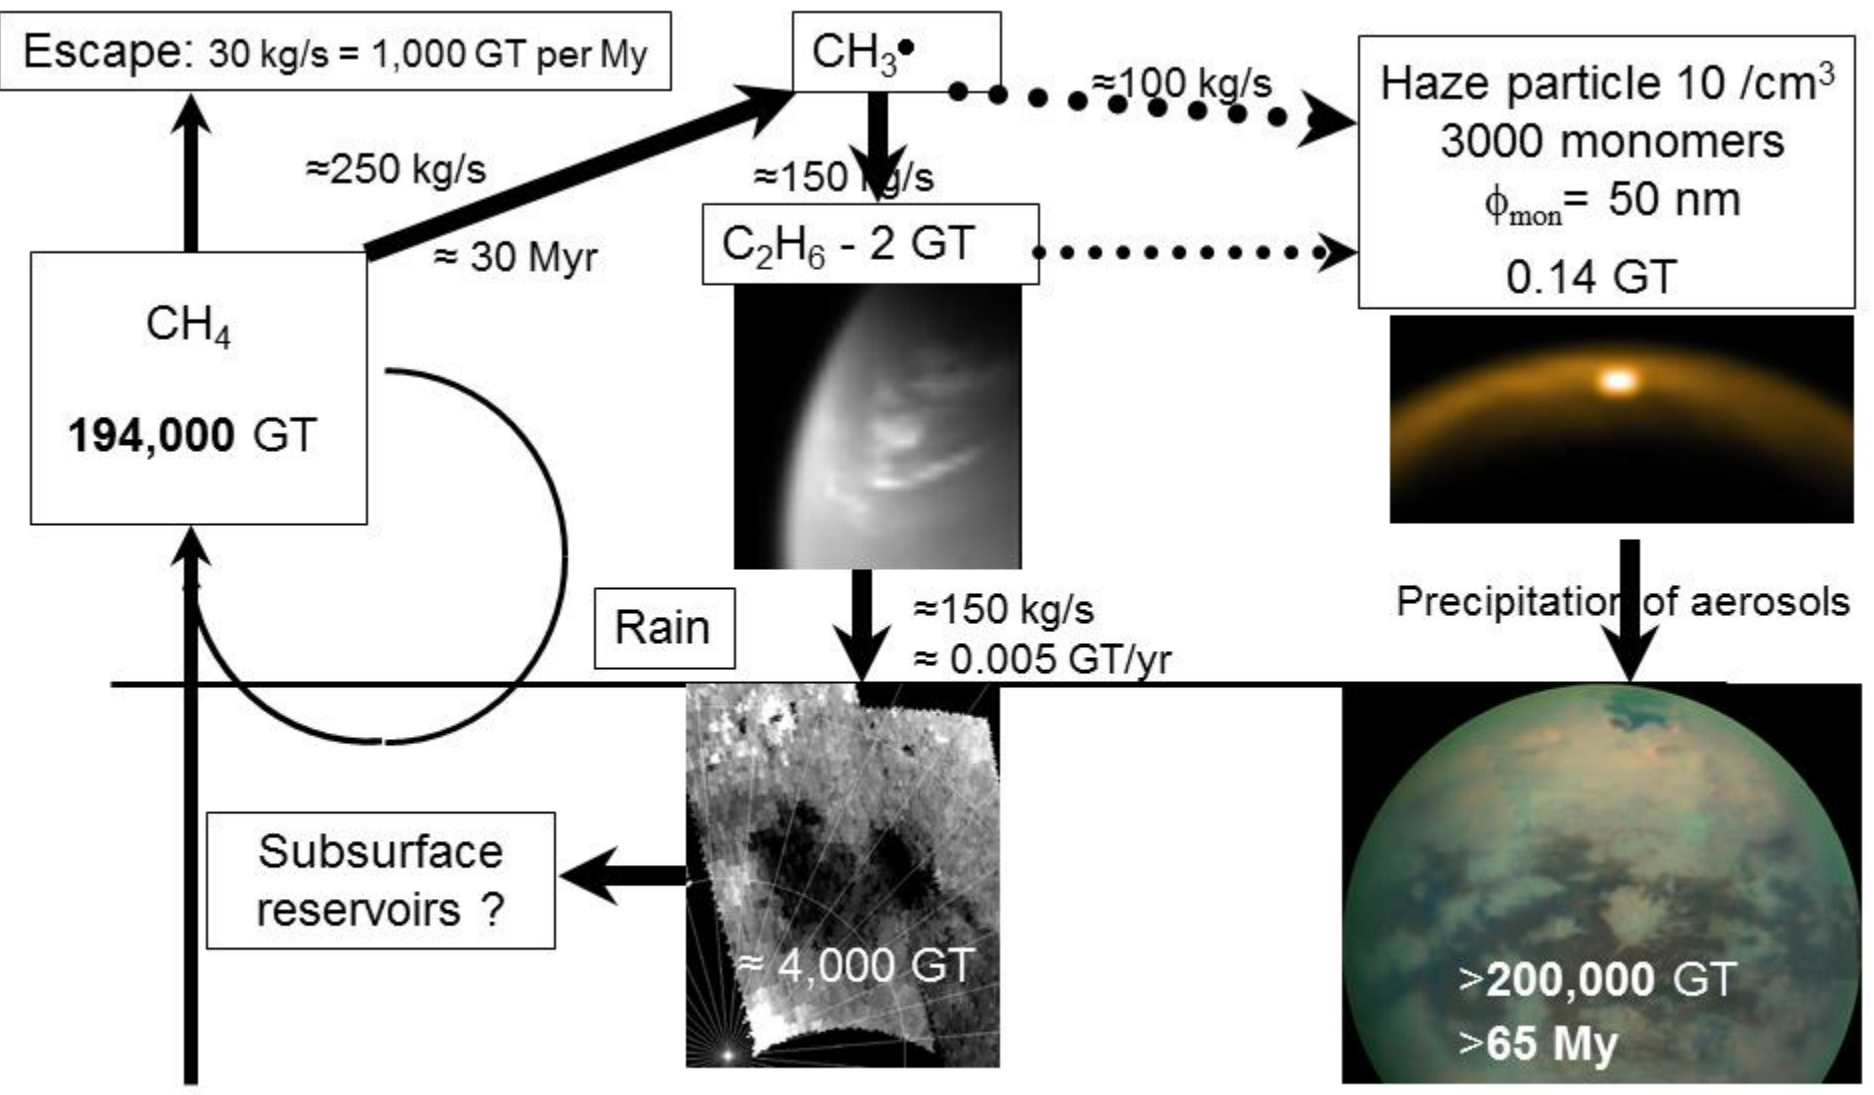 Escape: 30 kg/s = 1,000 GT per My
CH₃•
≈100 kg/s
Haze particle 10 /cm³
3000 monomers
ϕmon= 50 nm
0.14 GT
≈250 kg/s
≈ 30 Myr
≈150 kg/s
C₂H₆ - 2 GT
CH₄
194,000 GT
Rain
≈150 kg/s
≈ 0.005 GT/yr
Precipitation of aerosols
Subsurface
reservoirs ?
≈ 4,000 GT
>200,000 GT
>65 My